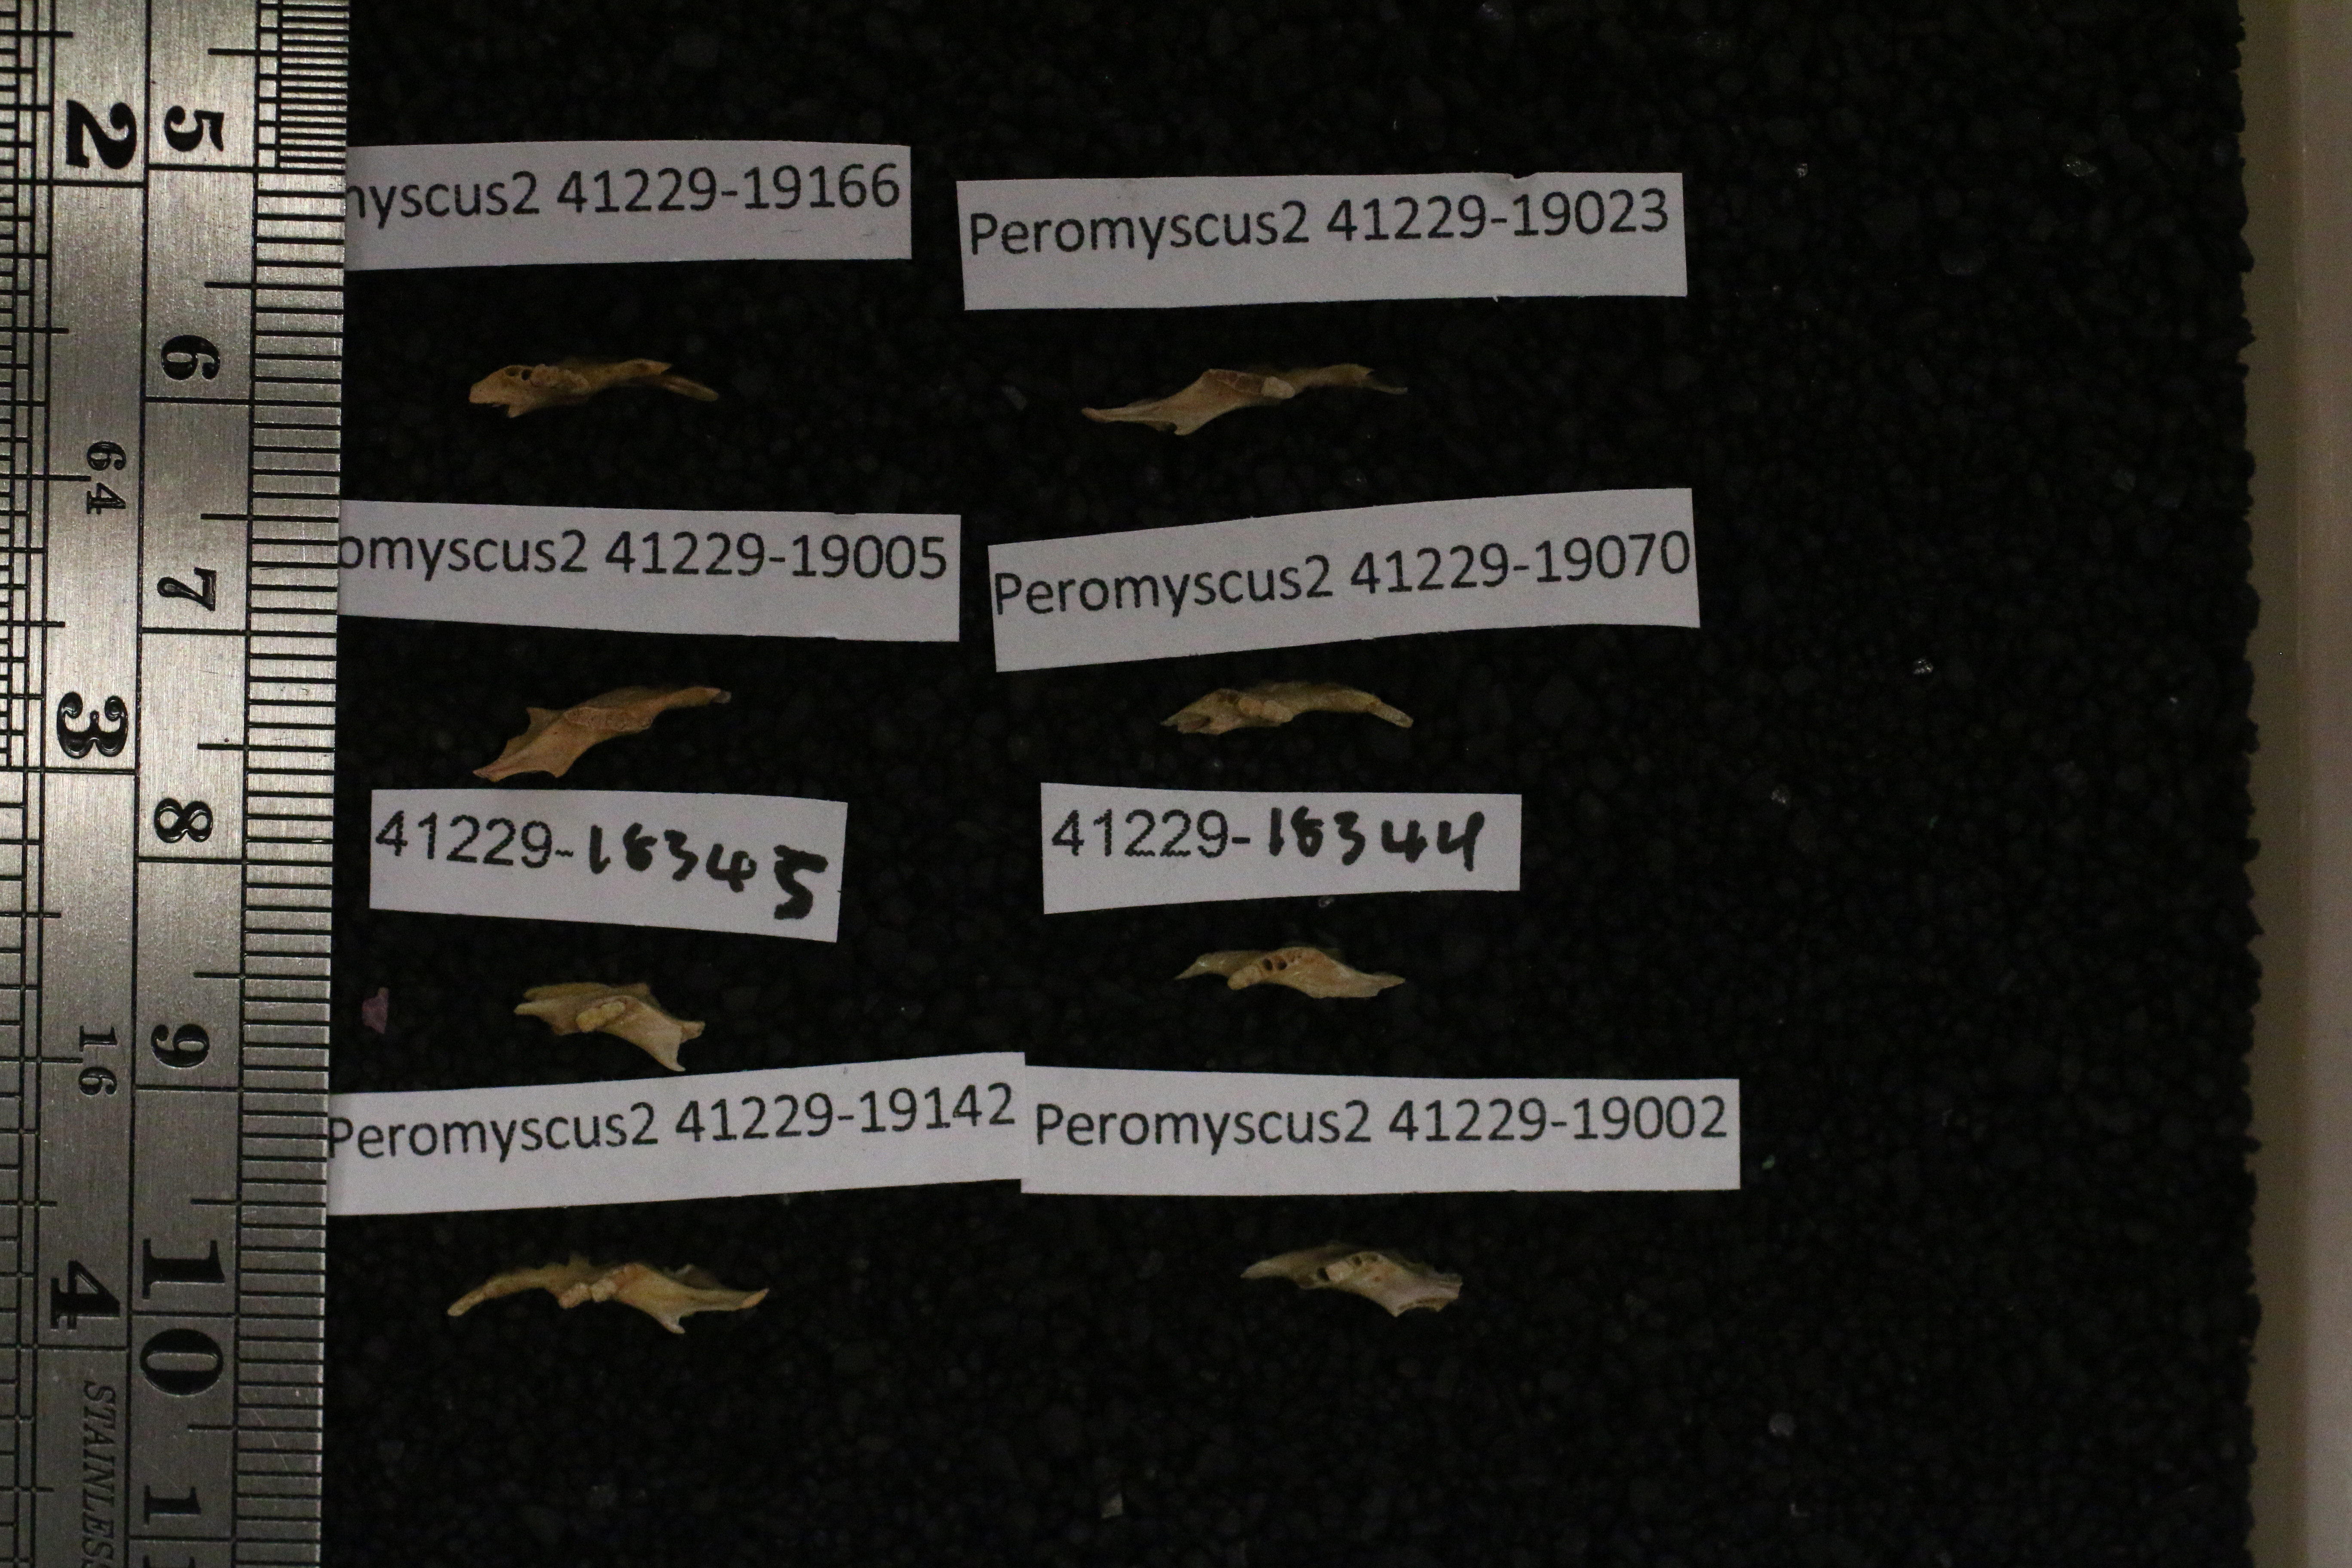 myscus2 41229-19166
Peromyscus2 41229-19023
omyscus2 41229-19005
Peromyscus2 41229-19070
41229-18345
41229-18344
Peromyscus2 41229-19142
Peromyscus2 41229-19002
5
6
7
8
9
10
11
2
3
4
64
16
STAINLESS